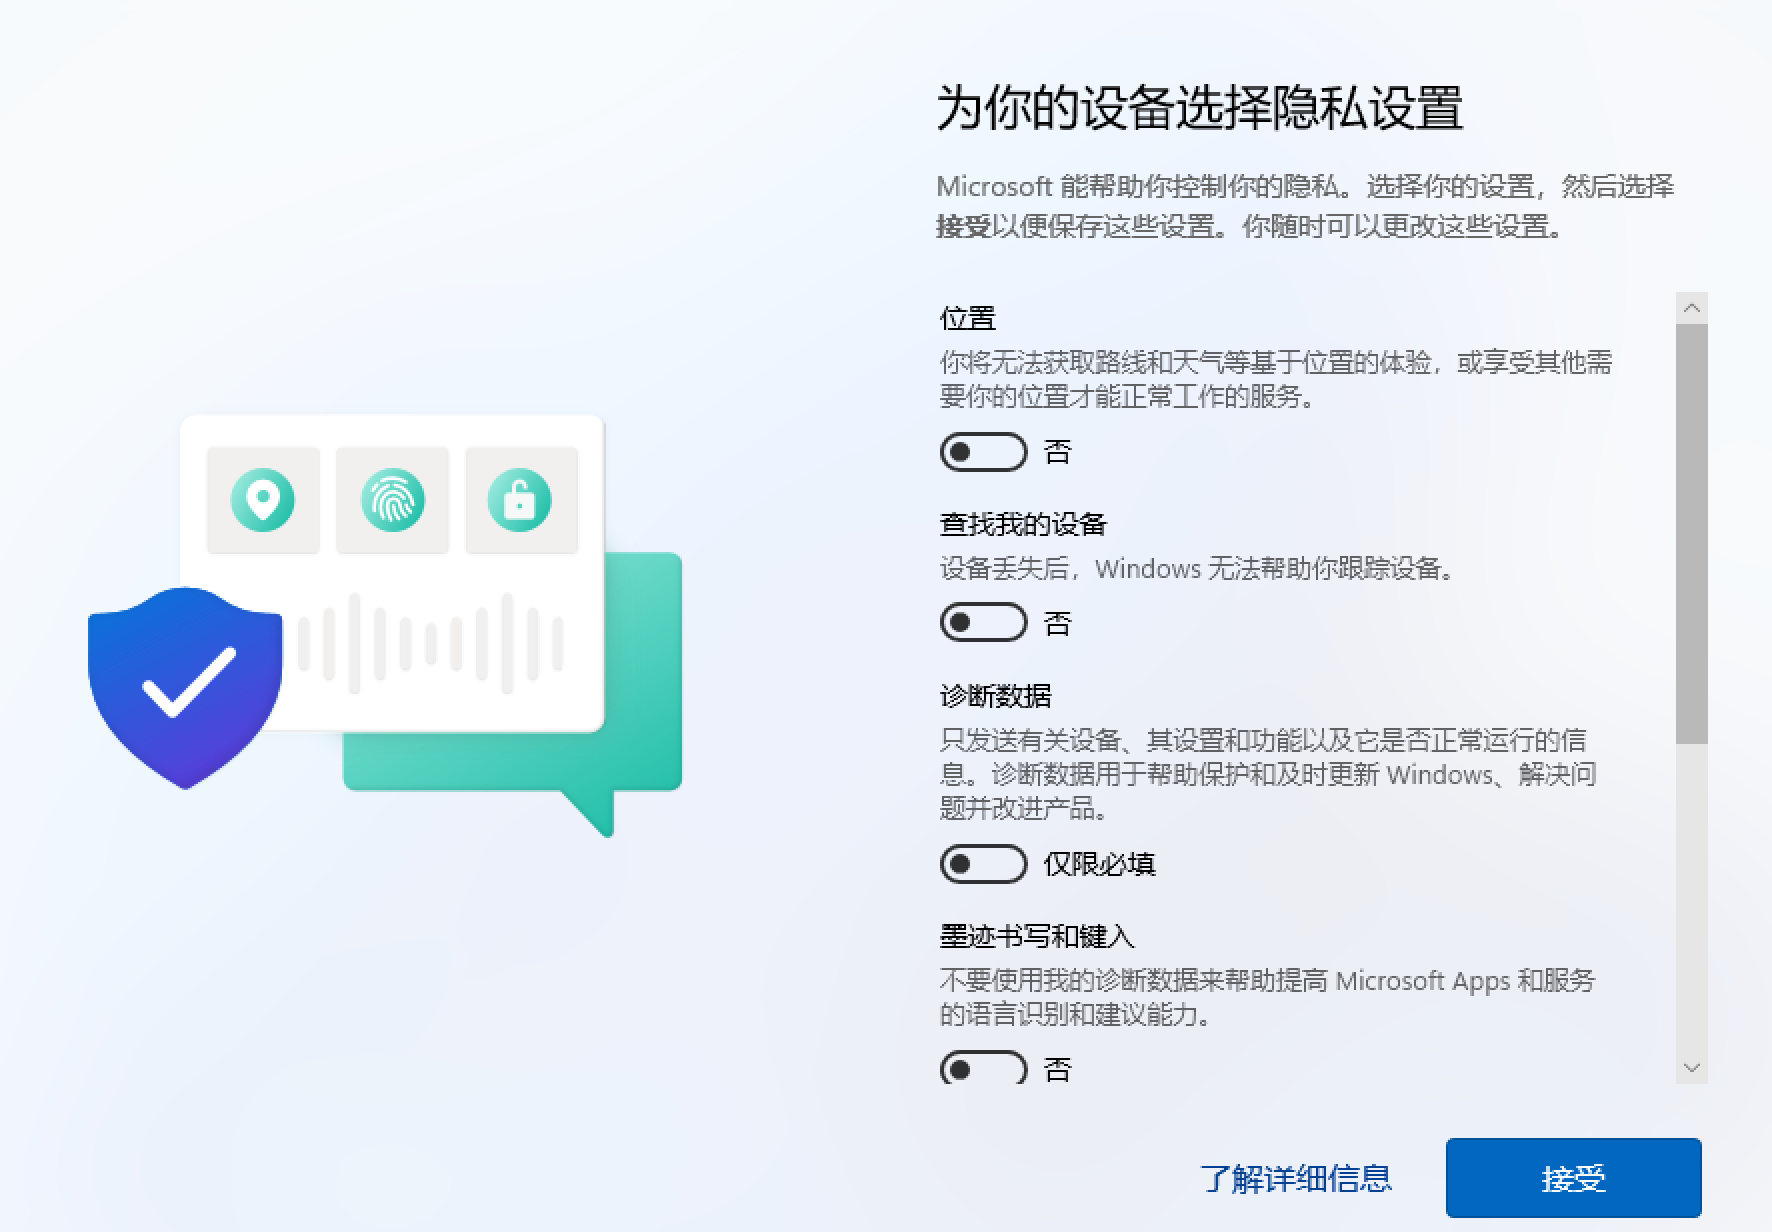 为你的设备选择隐私设置
Microsoft 能帮助你控制你的隐私。选择你的设置，然后选择
接受以便保存这些设置。你随时可以更改这些设置。
位置
你将无法获取路线和天气等基于位置的体验，或享受其他需
要你的位置才能正常工作的服务。
否
查找我的设备
设备丢失后，Windows 无法帮助你跟踪设备。
否
诊断数据
只发送有关设备、其设置和功能以及它是否正常运行的信
息。诊断数据用于帮助保护和及时更新 Windows、解决问
题并改进产品。
仅限必填
墨迹书写和键入
不要使用我的诊断数据来帮助提高 Microsoft Apps 和服务
的语言识别和建议能力。
否
了解详细信息
接受